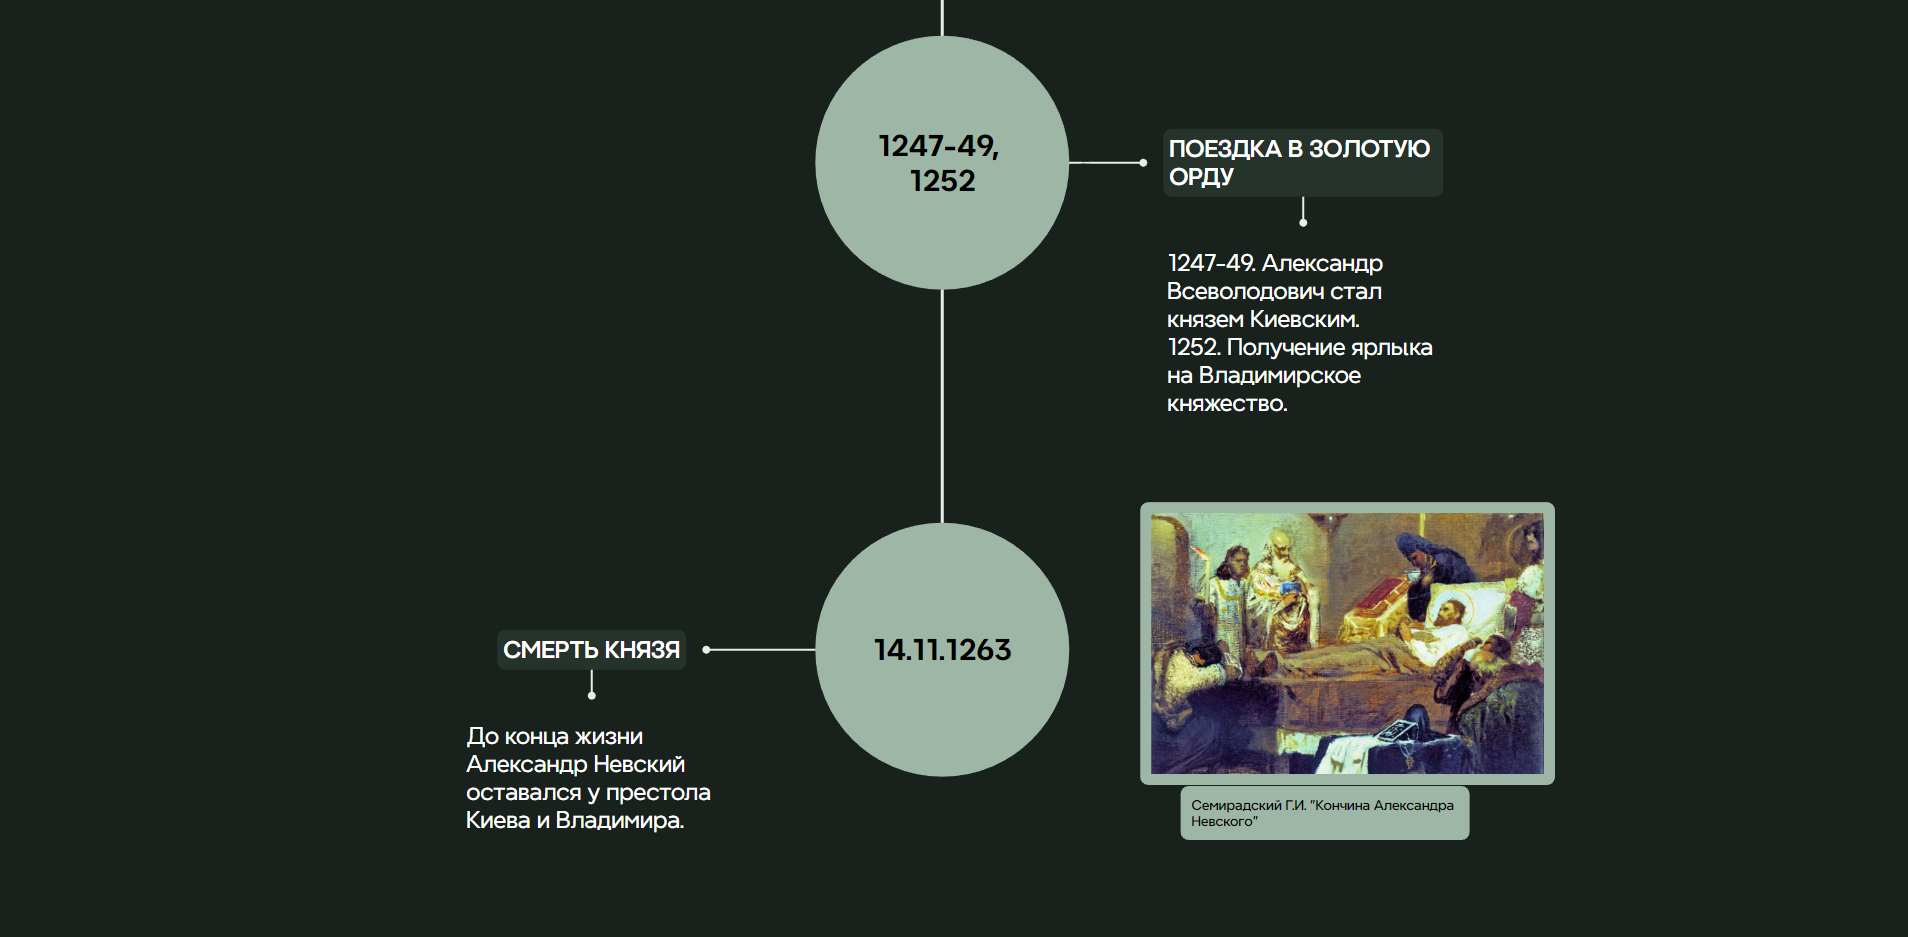 1247-49,
1252
ПОЕЗДКА В ЗОЛОТУЮ
ОРДУ
1247-49. Александр
Всеволодович стал
князем Киевским.
1252. Получение ярлыка
на Владимирское
княжество.
14.11.1263
СМЕРТЬ КНЯЗЯ
До конца жизни
Александр Невский
оставался у престола
Киева и Владимира.
Семирадский Г.И. "Кончина Александра
Невского"